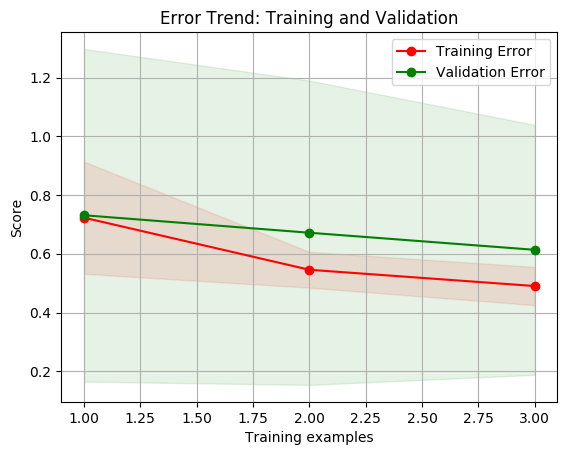 Error Trend: Training and Validation
Training Error
Validation Error
Score
1.2
1.0
0.8
0.6
0.4
0.2
1.00 1.25 1.50 1.75 2.00 2.25 2.50 2.75 3.00
Training examples